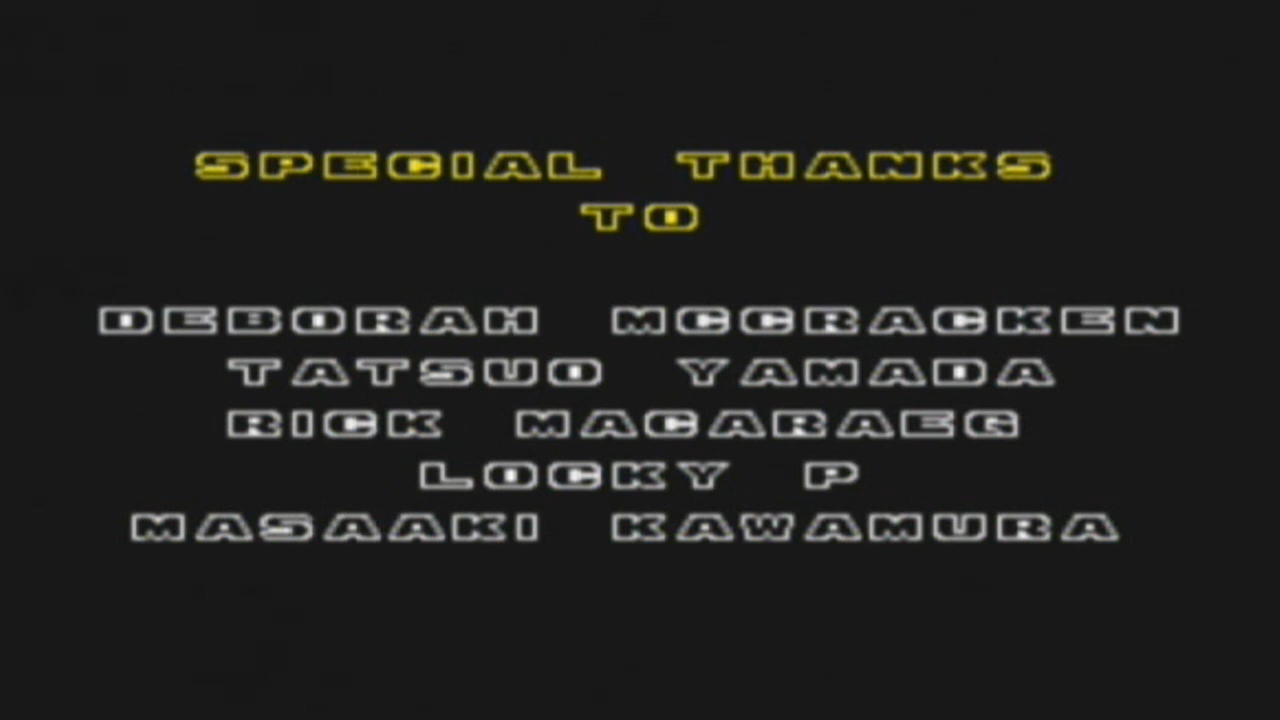 SPECIAL THANKS
TO
DEBORAH MCCRACKEN
TATSUO YAMADA
RICK MACARAEG
LOCKY P
MASAAKI KAWAMURA